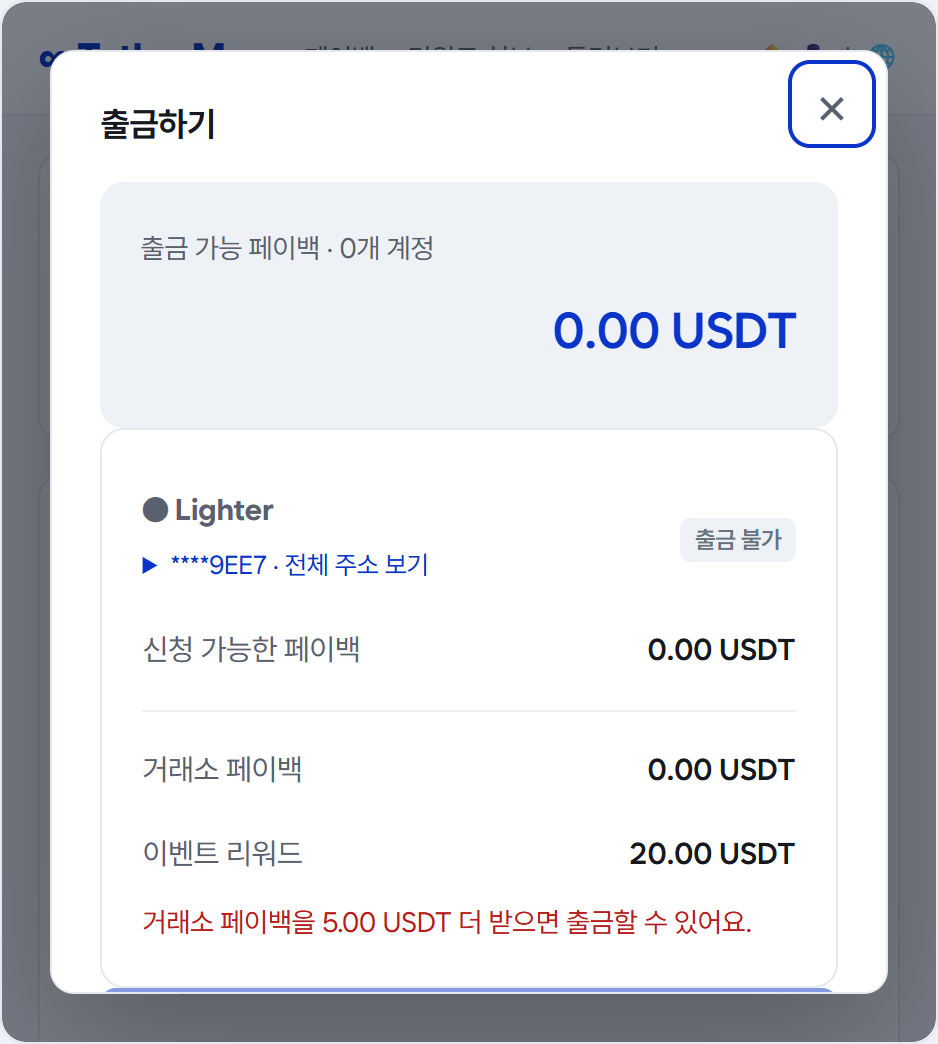 출금하기
출금 가능 페이백 · 0개 계정
0.00 USDT
Lighter
출금 불가
****9EE7 · 전체 주소 보기
신청 가능한 페이백
0.00 USDT
거래소 페이백
0.00 USDT
이벤트 리워드
20.00 USDT
거래소 페이백을 5.00 USDT 더 받으면 출금할 수 있어요.